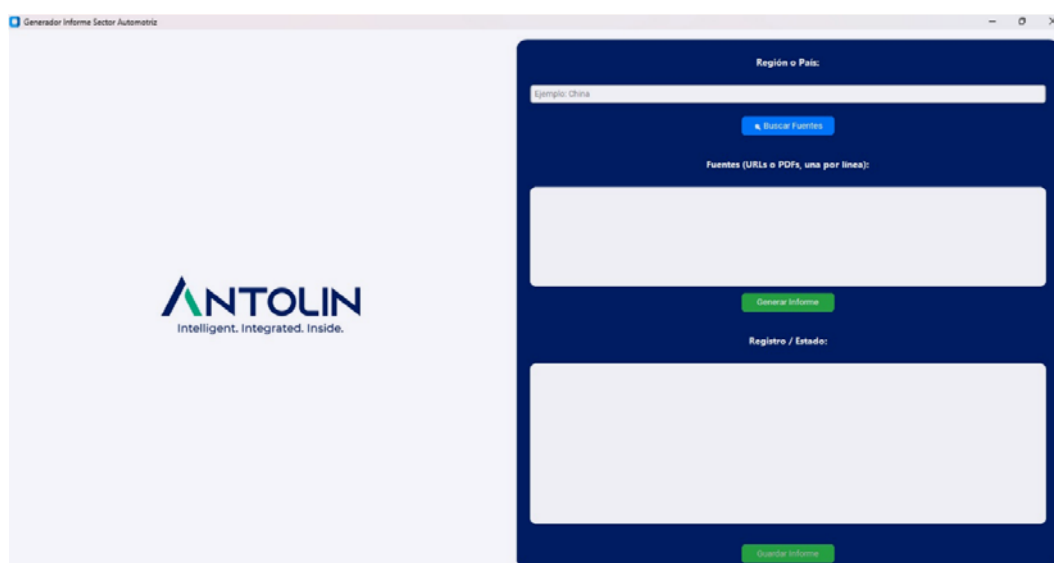 Generador Informe Sector Automotriz
ANTOLIN
Intelligent. Integrated. Inside.
Región o País:
Ejemplo: China
Buscar Fuentes
Fuentes (URLs o PDFs, una por línea):
Generar Informe
Registro / Estado:
Guardar Informe